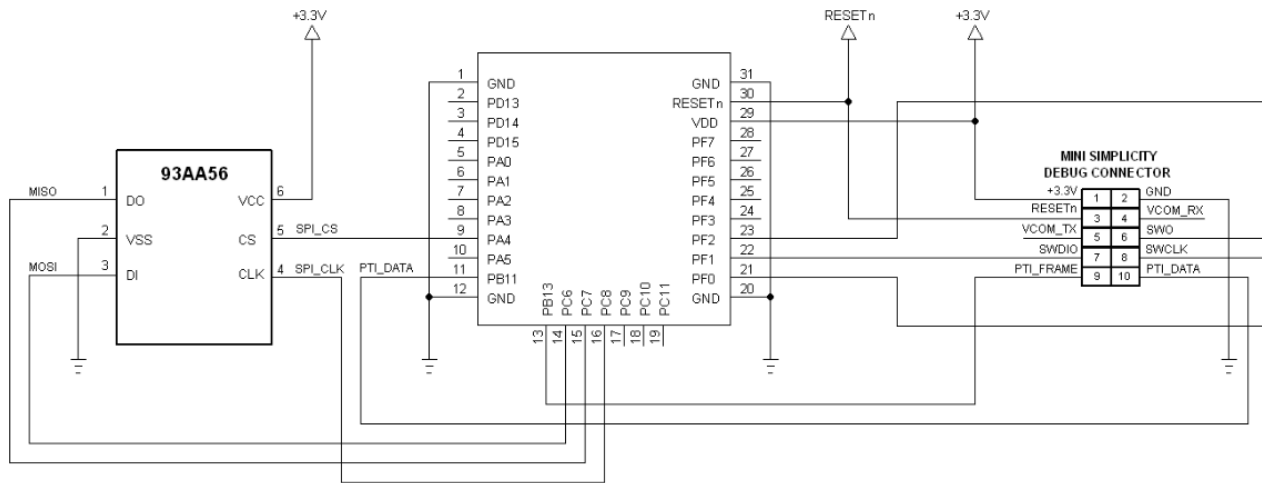 +3.3V
RESETn
+3.3V
93AA56
MISO 1 DO VCC 6
2 VSS CS 5 SPI_CS
MOSI 3 DI CLK 4 SPI_CLK
1 GND
2 PD13
3 PD14
4 PD15
5 PA0
6 PA1
7 PA2
8 PA3
9 PA4
10 PA5
PTI_DATA 11 PB11
12 GND
13 PB13
14 PC6
15 PC7
16 PC8
17 PC9
18 PC10
19 PC11
GND 31
RESETn 30
VDD 29
PF7 28
PF6 27
PF5 26
PF4 25
PF3 24
PF2 23
PF1 22
PF0 21
GND 20
MINI SIMPLICITY
DEBUG CONNECTOR
+3.3V 1 2 GND
RESETn 3 4 VCOM_RX
VCOM_TX 5 6 SWO
SWDIO 7 8 SWCLK
PTI_FRAME 9 10 PTI_DATA